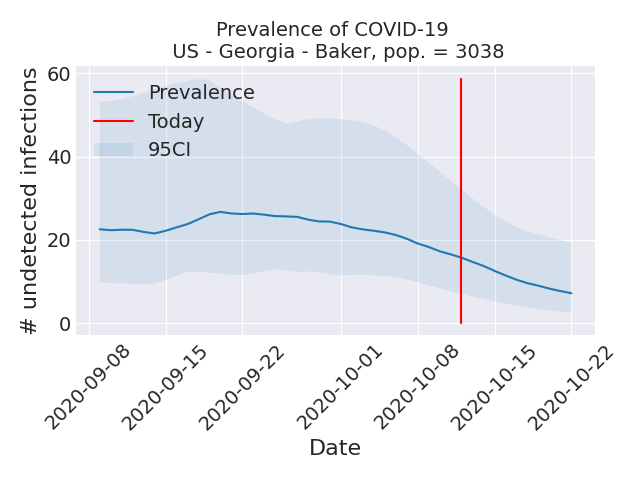 Prevalence of COVID-19
US - Georgia - Baker, pop. = 3038
# undetected infections
60
40
20
0
Prevalence
Today
95CI
2020-09-08
2020-09-15
2020-09-22
2020-10-01
2020-10-08
2020-10-15
2020-10-22
Date